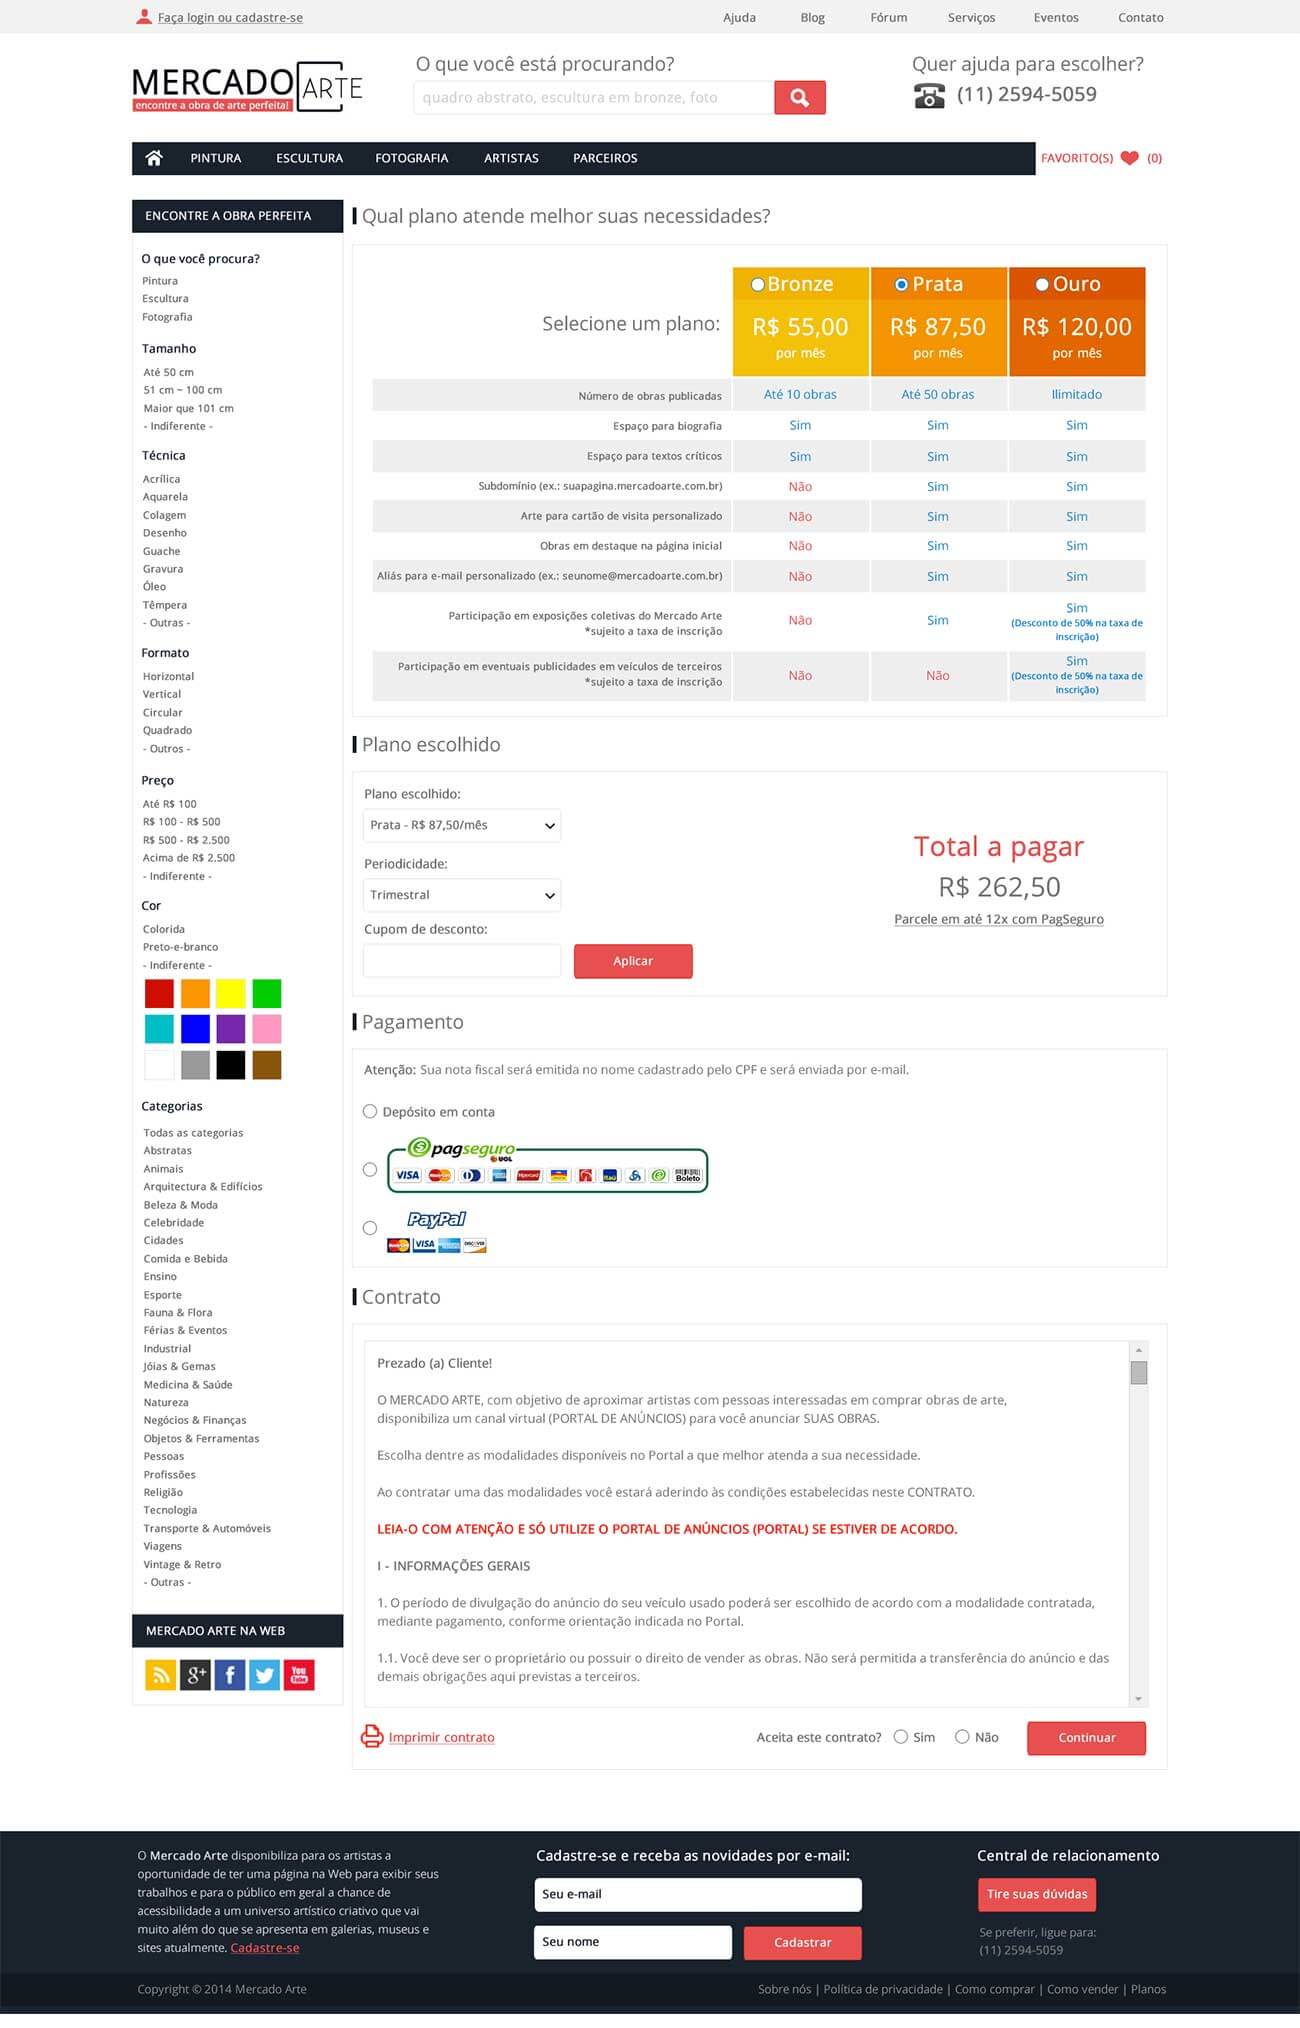 Faça login ou cadastre-se
Ajuda Blog Fórum Serviços Eventos Contato
MERCADO ARTE
encontre a obra de arte perfeita!
O que você está procurando?
quadro abstrato, escultura em bronze, foto
Quer ajuda para escolher?
(11) 2594-5059
PINTURA ESCULTURA FOTOGRAFIA ARTISTAS PARCEIROS
FAVORITO(S) (0)
ENCONTRE A OBRA PERFEITA
O que você procura?
Pintura
Escultura
Fotografia
Tamanho
Até 50 cm
51 cm ~ 100 cm
Maior que 101 cm
- Indiferente -
Técnica
Acrílica
Aquarela
Colagem
Desenho
Guache
Gravura
Óleo
Têmpera
- Outras -
Formato
Horizontal
Vertical
Circular
Quadrado
- Outros -
Preço
Até R$ 100
R$ 100 - R$ 500
R$ 500 - R$ 2.500
Acima de R$ 2.500
- Indiferente -
Cor
Colorida
Preto-e-branco
- Indiferente -
Categorias
Todas as categorias
Abstratas
Animais
Arquitectura & Edifícios
Beleza & Moda
Celebridade
Cidades
Comida e Bebida
Ensino
Esporte
Fauna & Flora
Férias & Eventos
Industrial
Jóias & Gemas
Medicina & Saúde
Natureza
Negócios & Finanças
Objetos & Ferramentas
Pessoas
Profissões
Religião
Tecnologia
Transporte & Automóveis
Viagens
Vintage & Retro
- Outras -
MERCADO ARTE NA WEB
g+ f You Tube
Qual plano atende melhor suas necessidades?
Selecione um plano:
Bronze Prata Ouro
R$ 55,00 R$ 87,50 R$ 120,00
por mês por mês por mês
Número de obras publicadas Até 10 obras Até 50 obras Ilimitado
Espaço para biografia Sim Sim Sim
Espaço para textos críticos Sim Sim Sim
Subdomínio (ex.: suapagina.mercadoarte.com.br) Não Sim Sim
Arte para cartão de visita personalizado Não Sim Sim
Obras em destaque na página inicial Não Sim Sim
Aliás para e-mail personalizado (ex.: seunome@mercadoarte.com.br) Não Sim Sim
Participação em exposições coletivas do Mercado Arte
*sujeito a taxa de inscrição
Não Sim Sim
(Desconto de 50% na taxa de
inscrição)
Participação em eventuais publicidades em veículos de terceiros
*sujeito a taxa de inscrição
Não Não Sim
(Desconto de 50% na taxa de
inscrição)
Plano escolhido
Plano escolhido:
Prata - R$ 87,50/mês
Periodicidade:
Trimestral
Cupom de desconto:
Aplicar
Total a pagar
R$ 262,50
Parcele em até 12x com PagSeguro
Pagamento
Atenção: Sua nota fiscal será emitida no nome cadastrado pelo CPF e será enviada por e-mail.
Depósito em conta
pagseguro
UOL
VISA Boleto
PayPal
VISA DISCOVER
Contrato
Prezado (a) Cliente!
O MERCADO ARTE, com objetivo de aproximar artistas com pessoas interessadas em comprar obras de arte,
disponibiliza um canal virtual (PORTAL DE ANÚNCIOS) para você anunciar SUAS OBRAS.
Escolha dentre as modalidades disponíveis no Portal a que melhor atenda a sua necessidade.
Ao contratar uma das modalidades você estará aderindo às condições estabelecidas neste CONTRATO.
LEIA-O COM ATENÇÃO E SÓ UTILIZE O PORTAL DE ANÚNCIOS (PORTAL) SE ESTIVER DE ACORDO.
I - INFORMAÇÕES GERAIS
1. O período de divulgação do anúncio do seu veículo usado poderá ser escolhido de acordo com a modalidade contratada,
mediante pagamento, conforme orientação indicada no Portal.
1.1. Você deve ser o proprietário ou possuir o direito de vender as obras. Não será permitida a transferência do anúncio e das
demais obrigações aqui previstas a terceiros.
Imprimir contrato
Aceita este contrato? Sim Não
Continuar
O Mercado Arte disponibiliza para os artistas a
oportunidade de ter uma página na Web para exibir seus
trabalhos e para o público em geral a chance de
acessibilidade a um universo artístico criativo que vai
muito além do que se apresenta em galerias, museus e
sites atualmente. Cadastre-se
Cadastre-se e receba as novidades por e-mail:
Seu e-mail
Seu nome
Cadastrar
Central de relacionamento
Tire suas dúvidas
Se preferir, ligue para:
(11) 2594-5059
Copyright © 2014 Mercado Arte
Sobre nós | Política de privacidade | Como comprar | Como vender | Planos